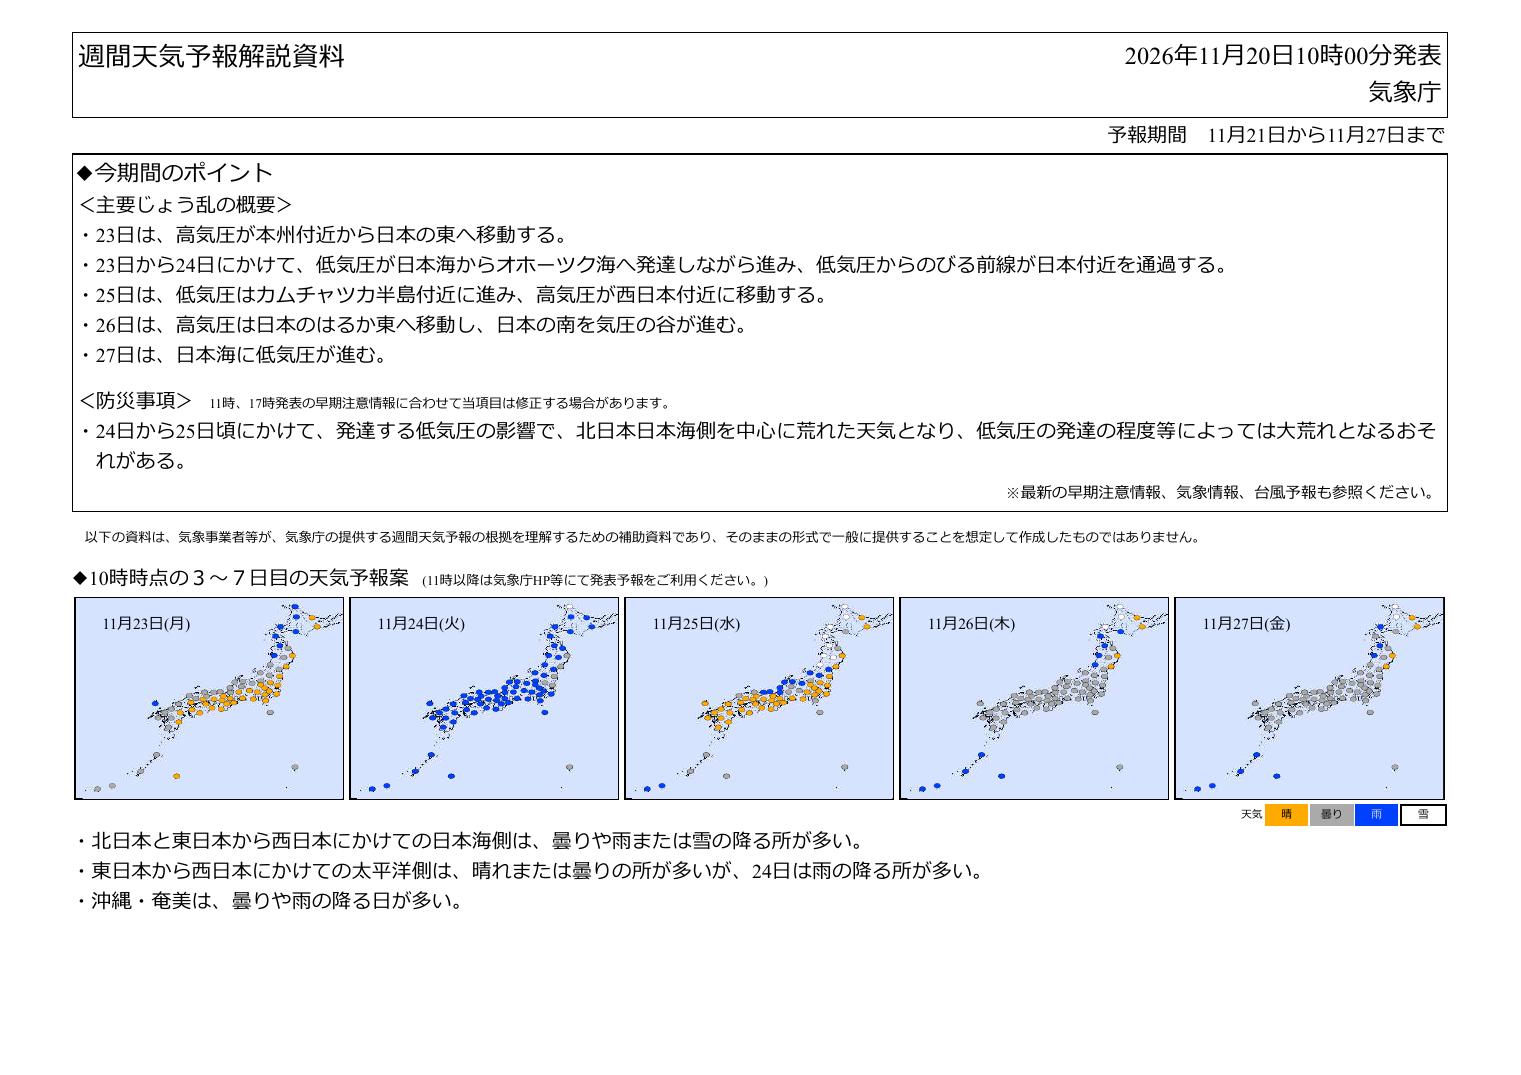 週間天気予報解説資料
2026年11月20日10時00分発表
気象庁
予報期間　11月21日から11月27日まで
◆今期間のポイント
＜主要じょう乱の概要＞
・23日は、高気圧が本州付近から日本の東へ移動する。
・23日から24日にかけて、低気圧が日本海からオホーツク海へ発達しながら進み、低気圧からのびる前線が日本付近を通過する。
・25日は、低気圧はカムチャツカ半島付近に進み、高気圧が西日本付近に移動する。
・26日は、高気圧は日本のはるか東へ移動し、日本の南を気圧の谷が進む。
・27日は、日本海に低気圧が進む。
＜防災事項＞　11時、17時発表の早期注意情報に合わせて当項目は修正する場合があります。
・24日から25日頃にかけて、発達する低気圧の影響で、北日本日本海側を中心に荒れた天気となり、低気圧の発達の程度等によっては大荒れとなるおそ
れがある。
※最新の早期注意情報、気象情報、台風予報も参照ください。
以下の資料は、気象事業者等が、気象庁の提供する週間天気予報の根拠を理解するための補助資料であり、そのままの形式で一般に提供することを想定して作成したものではありません。
◆10時時点の３～７日目の天気予報案　(11時以降は気象庁HP等にて発表予報をご利用ください。)
11月23日(月)
11月24日(火)
11月25日(水)
11月26日(木)
11月27日(金)
天気 晴 曇り 雨 雪
・北日本と東日本から西日本にかけての日本海側は、曇りや雨または雪の降る所が多い。
・東日本から西日本にかけての太平洋側は、晴れまたは曇りの所が多いが、24日は雨の降る所が多い。
・沖縄・奄美は、曇りや雨の降る日が多い。